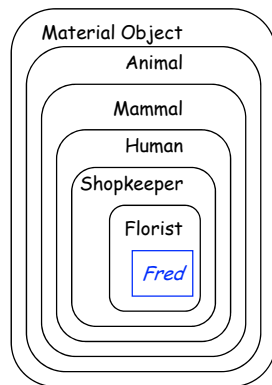 Material Object
Animal
Mammal
Human
Shopkeeper
Florist
Fred